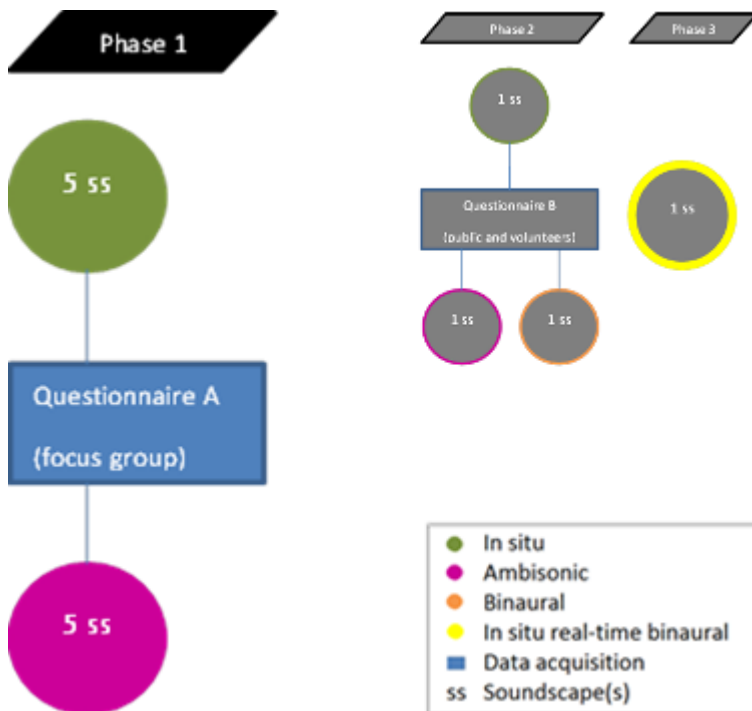 Phase 1
5 ss
Questionnaire A
(focus group)
5 ss
Phase 2
1 ss
Questionnaire B
(public and volunteers)
1 ss
1 ss
Phase 3
1 ss
In situ
Ambisonic
Binaural
In situ real-time binaural
Data acquisition
ss Soundscape(s)